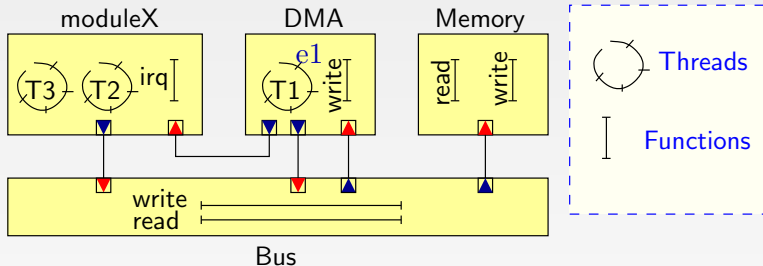 moduleX
DMA
Memory
T3
T2
irq
T1
e1
write
read
write
write
read
Bus
Threads
Functions